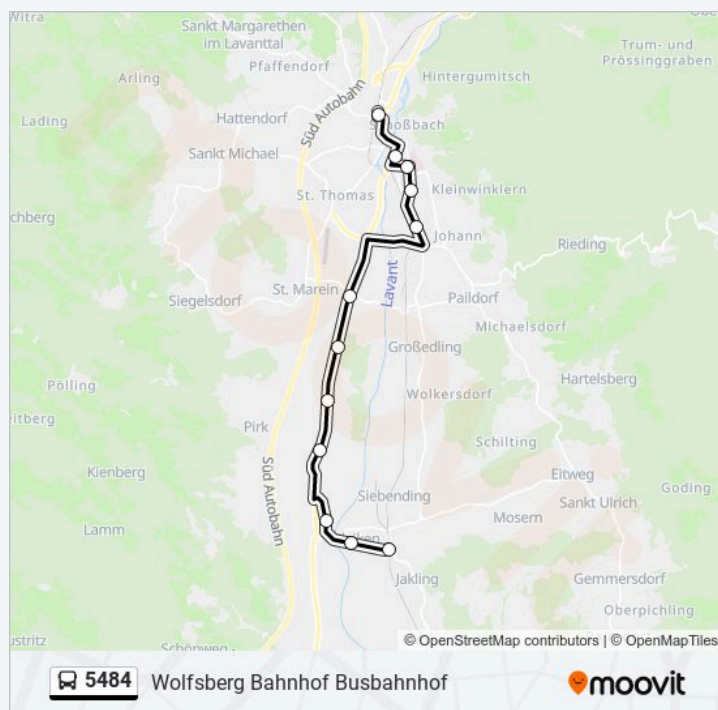 Witra
Sankt Margarethen
im Lavanttal
Pfaffendorf
Trum- und
Prössinggraben
Arling
Hintergumitsch
Lading
Hattendorf
Süd Autobahn
Sankt Michael
St. Thomas
Kleinwinklern
Johann
Rieding
Lavant
Siegelsdorf
St. Marein
Paildorf
Michaelsdorf
Großedling
Pölling
Hartelsberg
Wolkersdorf
Pirk
Schilting
Süd Autobahn
Eitweg
Kienberg
Siebending
Sankt Ulrich
Goding
Mosern
Lamm
Jakling
Gemmersdorf
Oberpichling
© OpenStreetMap contributors | © OpenMapTiles
5484 Wolfsberg Bahnhof Busbahnhof
moovit